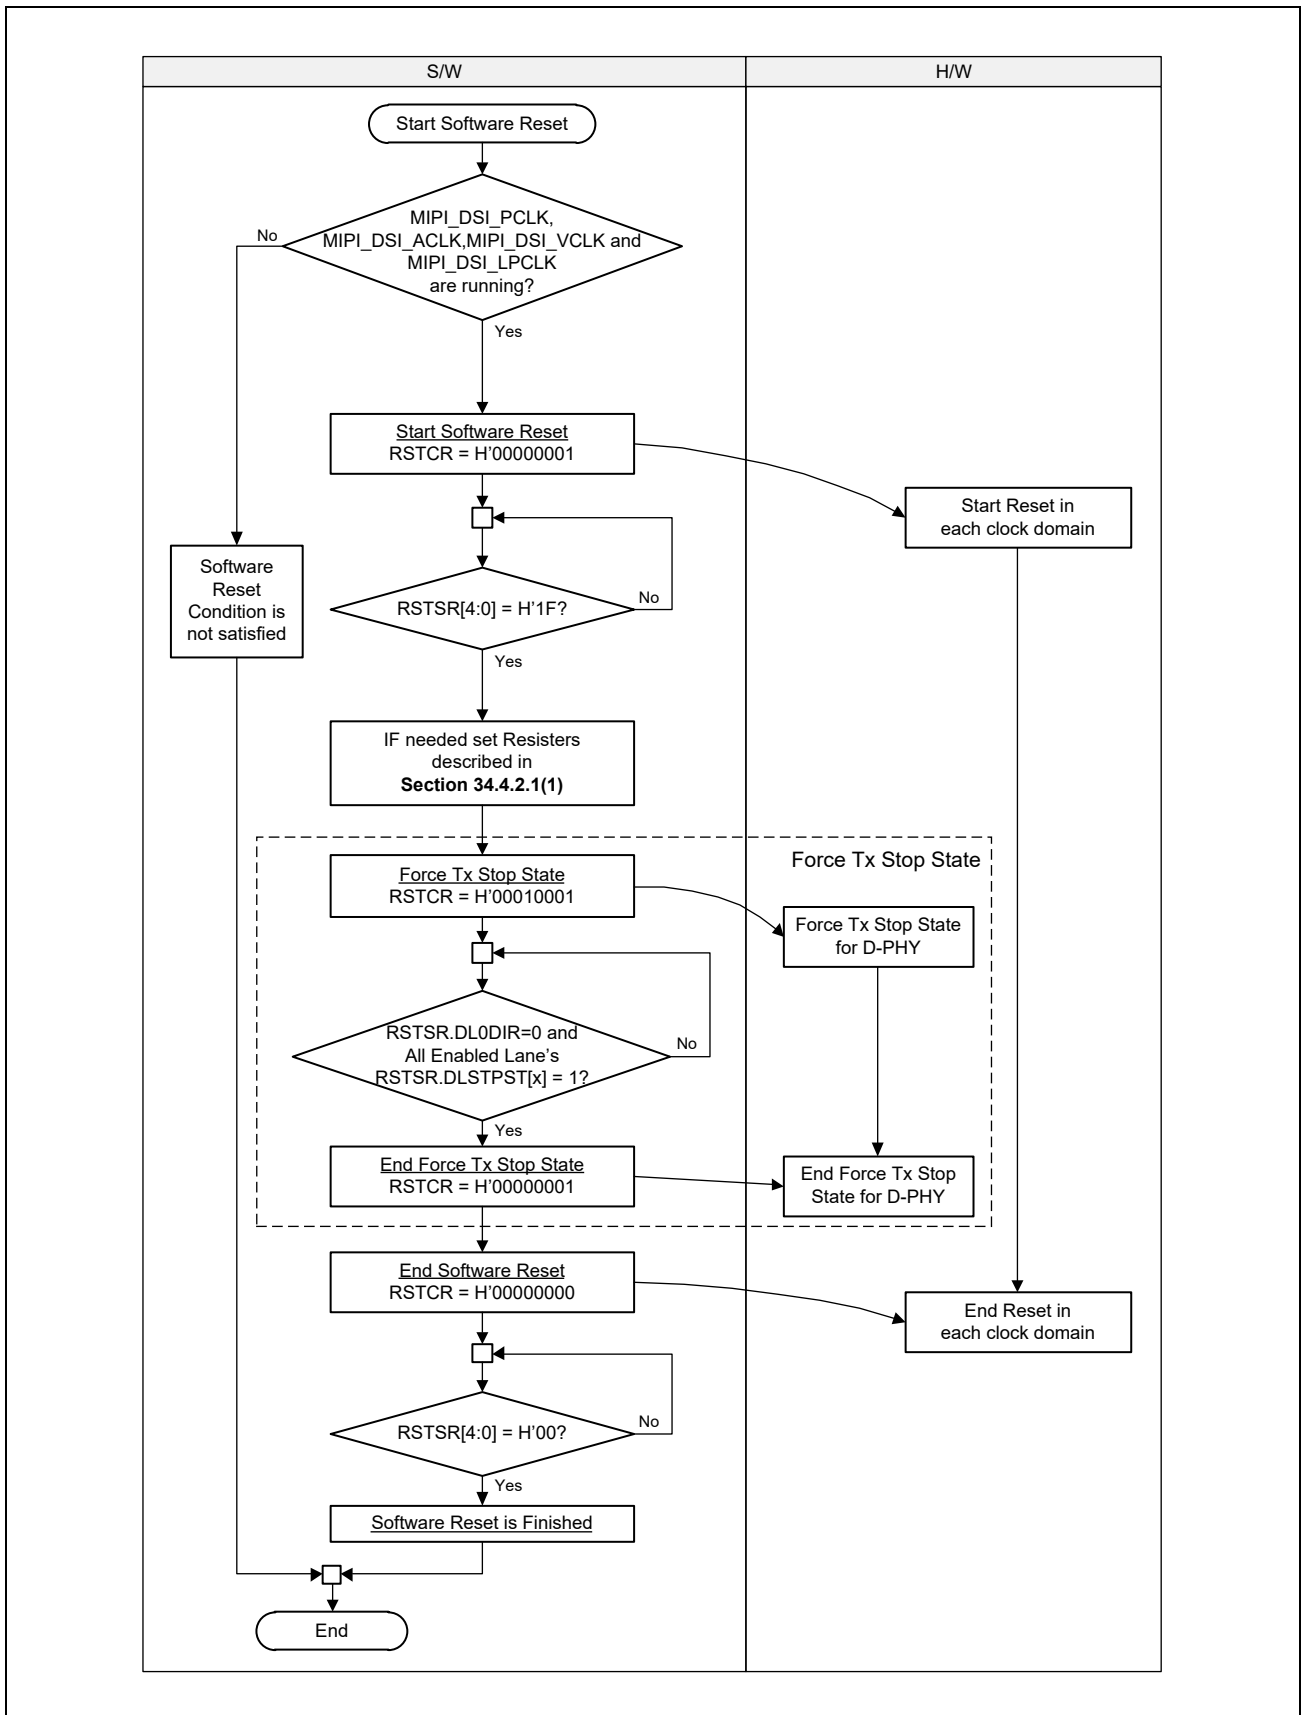 S/W
H/W
Start Software Reset
MIPI_DSI_PCLK,
MIPI_DSI_ACLK,MIPI_DSI_VCLK and
MIPI_DSI_LPCLK
are running?
No
Yes
Start Software Reset
RSTCR = H'00000001
Start Reset in
each clock domain
Software
Reset
Condition is
not satisfied
RSTSR[4:0] = H'1F?
No
Yes
IF needed set Resisters
described in
Section 34.4.2.1(1)
Force Tx Stop State
Force Tx Stop State
RSTCR = H'00010001
Force Tx Stop State
for D-PHY
RSTSR.DL0DIR=0 and
All Enabled Lane's
RSTSR.DLSTPST[x] = 1?
No
Yes
End Force Tx Stop State
RSTCR = H'00000001
End Force Tx Stop
State for D-PHY
End Software Reset
RSTCR = H'00000000
End Reset in
each clock domain
RSTSR[4:0] = H'00?
No
Yes
Software Reset is Finished
End